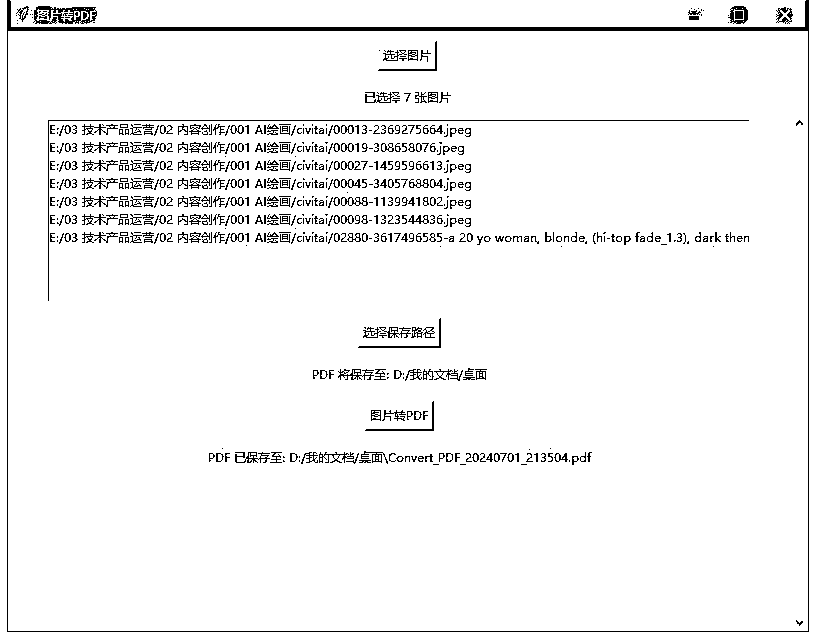 图片转PDF
选择图片
已选择 7 张图片
E:/03 技术产品运营/02 内容创作/001 AI绘画/civitai/00013-2369275664.jpeg
E:/03 技术产品运营/02 内容创作/001 AI绘画/civitai/00019-308658076.jpeg
E:/03 技术产品运营/02 内容创作/001 AI绘画/civitai/00027-1459596613.jpeg
E:/03 技术产品运营/02 内容创作/001 AI绘画/civitai/00045-3405768804.jpeg
E:/03 技术产品运营/02 内容创作/001 AI绘画/civitai/00088-1139941802.jpeg
E:/03 技术产品运营/02 内容创作/001 AI绘画/civitai/00098-1323544836.jpeg
E:/03 技术产品运营/02 内容创作/001 AI绘画/civitai/02880-3617496585-a 20 yo woman, blonde, (hi-top fade_1.3), dark then
选择保存路径
PDF 将保存至: D:/我的文档/桌面
图片转PDF
PDF 已保存至: D:/我的文档/桌面\Convert_PDF_20240701_213504.pdf